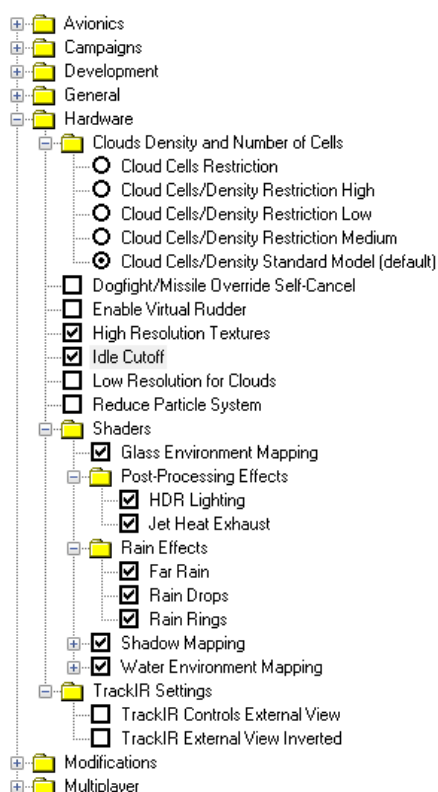 Avionics
Campaigns
Development
General
Hardware
Clouds Density and Number of Cells
Cloud Cells Restriction
Cloud Cells/Density Restriction High
Cloud Cells/Density Restriction Low
Cloud Cells/Density Restriction Medium
Cloud Cells/Density Standard Model (default)
Dogfight/Missile Override Self-Cancel
Enable Virtual Rudder
High Resolution Textures
Idle Cutoff
Low Resolution for Clouds
Reduce Particle System
Shaders
Glass Environment Mapping
Post-Processing Effects
HDR Lighting
Jet Heat Exhaust
Rain Effects
Far Rain
Rain Drops
Rain Rings
Shadow Mapping
Water Environment Mapping
TrackIR Settings
TrackIR Controls External View
TrackIR External View Inverted
Modifications
Multiplayer